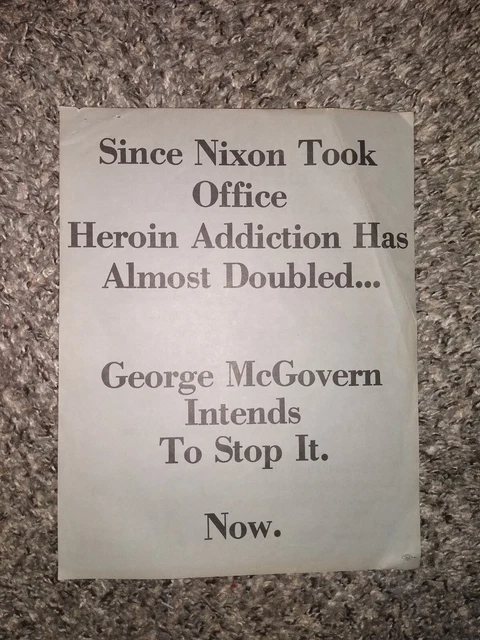 Since Nixon Took
Office
Heroin Addiction Has
Almost Doubled...
George McGovern
Intends
To Stop It.
Now.